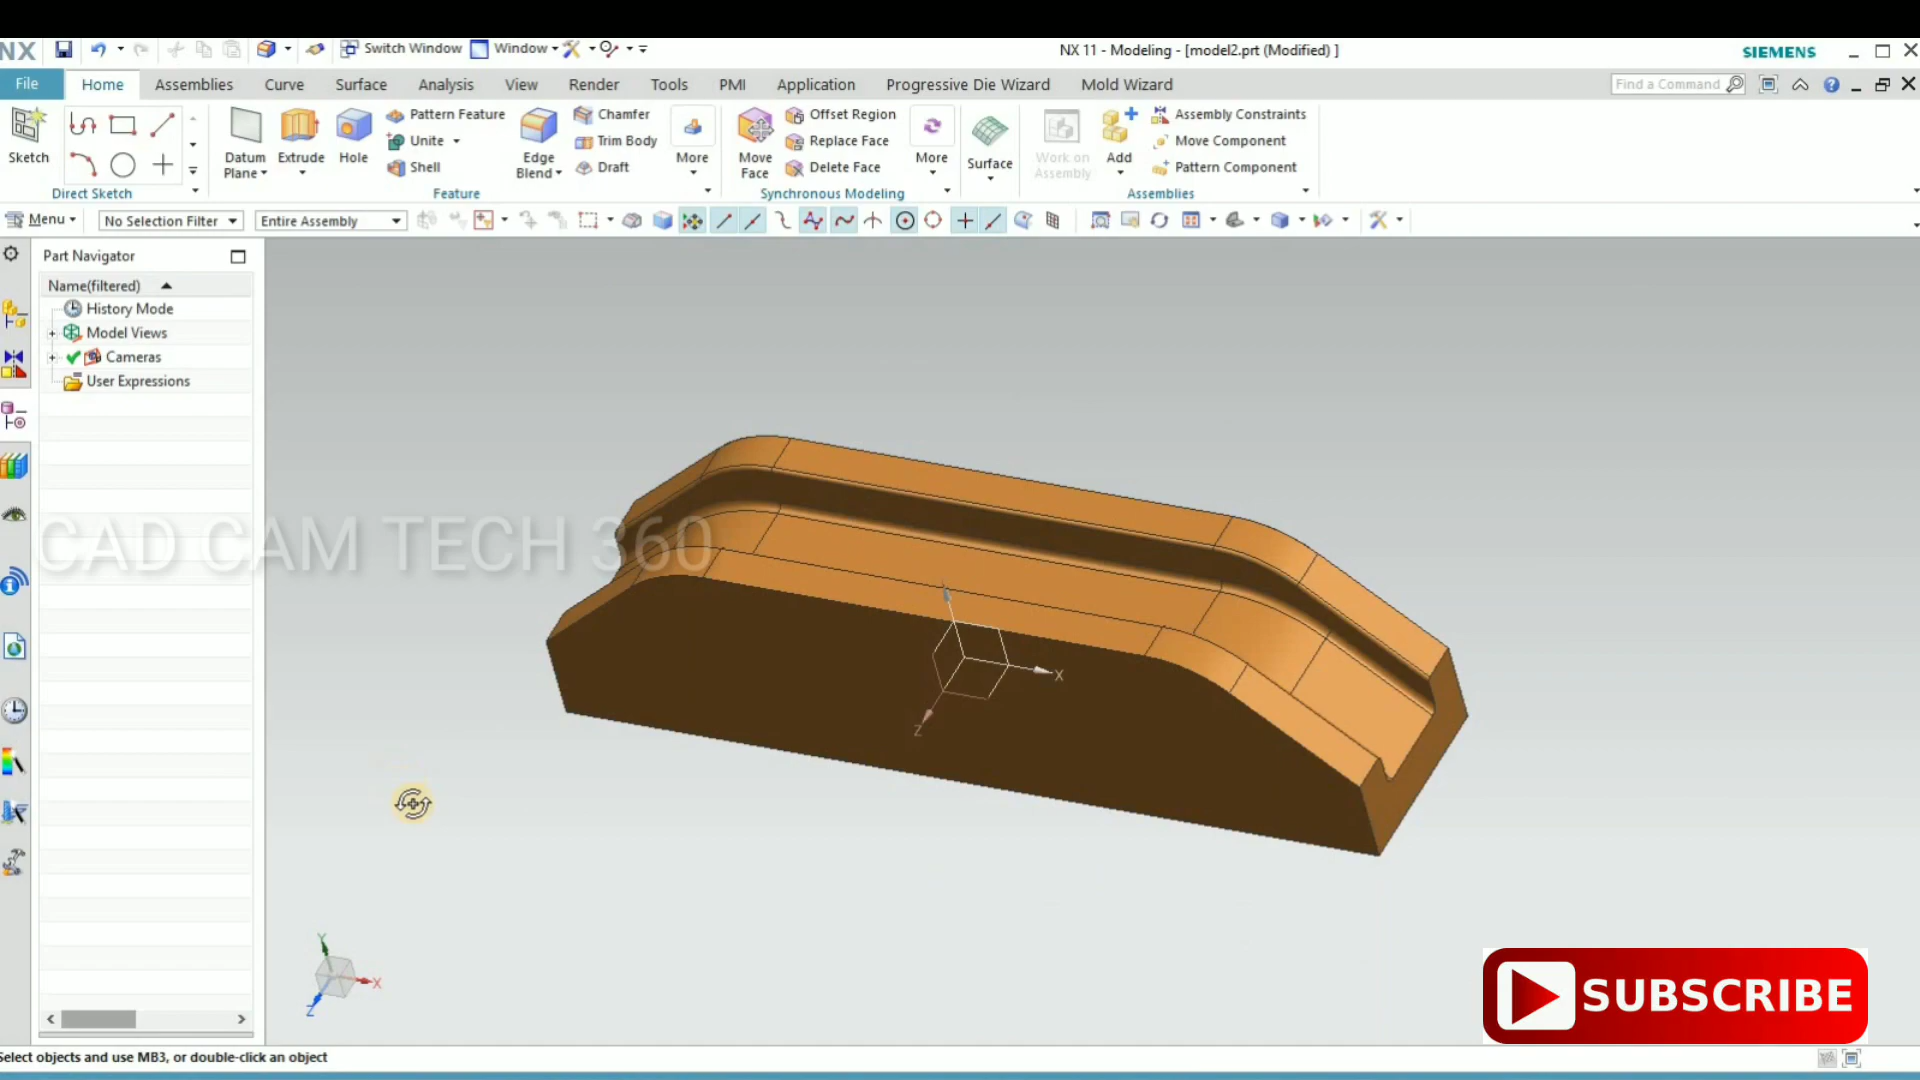 NX Switch Window Window NX 11 - Modeling - [model2.prt (Modified) ] SIEMENS
File Home Assemblies Curve Surface Analysis View Render Tools PMI Application Progressive Die Wizard Mold Wizard Find a Command
Sketch
Direct Sketch
Datum Plane
Extrude
Hole
Pattern Feature
Unite
Shell
Edge Blend
Chamfer
Trim Body
Draft
More
Feature
Move Face
Offset Region
Replace Face
Delete Face
More
Synchronous Modeling
Surface
Work on Assembly
Add
Assembly Constraints
Move Component
Pattern Component
Assemblies
Menu No Selection Filter Entire Assembly
Part Navigator
Name(filtered)
History Mode
Model Views
Cameras
User Expressions
CAD CAM TECH 360
X
Z
Y
X
Z
SUBSCRIBE
Select objects and use MB3, or double-click an object